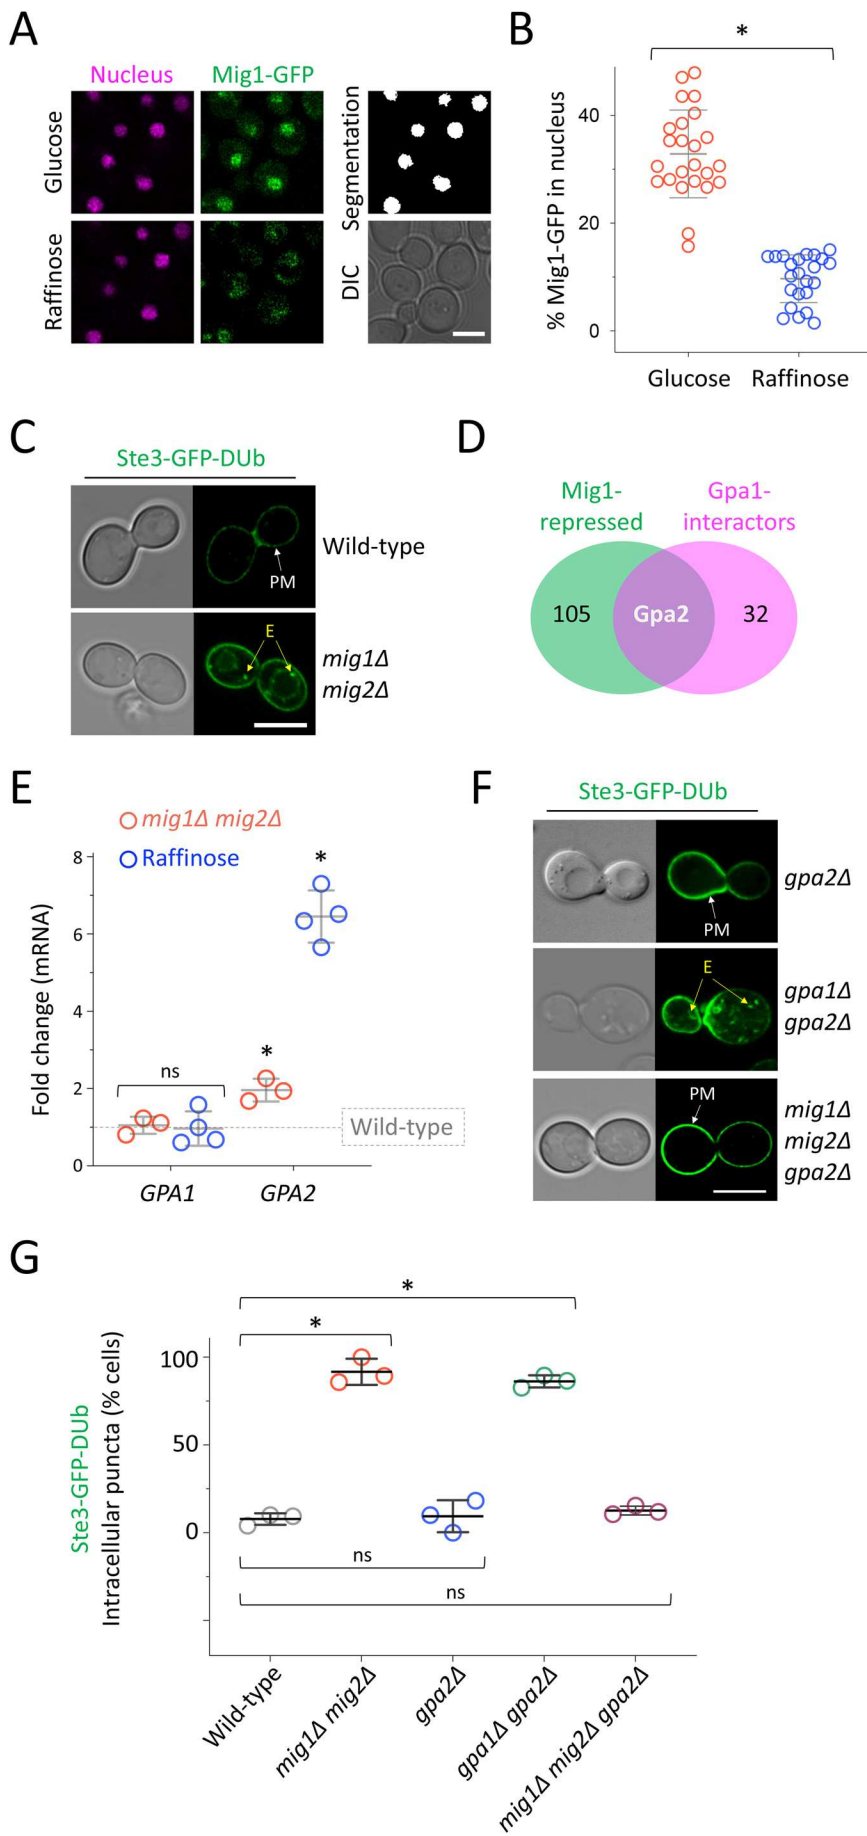 A
Nucleus
Mig1-GFP
Glucose
Raffinose
Segmentation
DIC
B
*
% Mig1-GFP in nucleus
40
20
0
Glucose
Raffinose
C
Ste3-GFP-DUb
PM
Wild-type
E
mig1Δ
mig2Δ
D
Mig1-
repressed
Gpa1-
interactors
105
Gpa2
32
E
mig1Δ mig2Δ
Raffinose
Fold change (mRNA)
8
6
4
2
0
*
*
ns
Wild-type
GPA1
GPA2
F
Ste3-GFP-DUb
PM
gpa2Δ
E
gpa1Δ
gpa2Δ
PM
mig1Δ
mig2Δ
gpa2Δ
G
*
*
Ste3-GFP-DUb
Intracellular puncta (% cells)
100
50
0
ns
ns
Wild-type
mig1Δ mig2Δ
gpa2Δ
gpa1Δ gpa2Δ
mig1Δ mig2Δ gpa2Δ